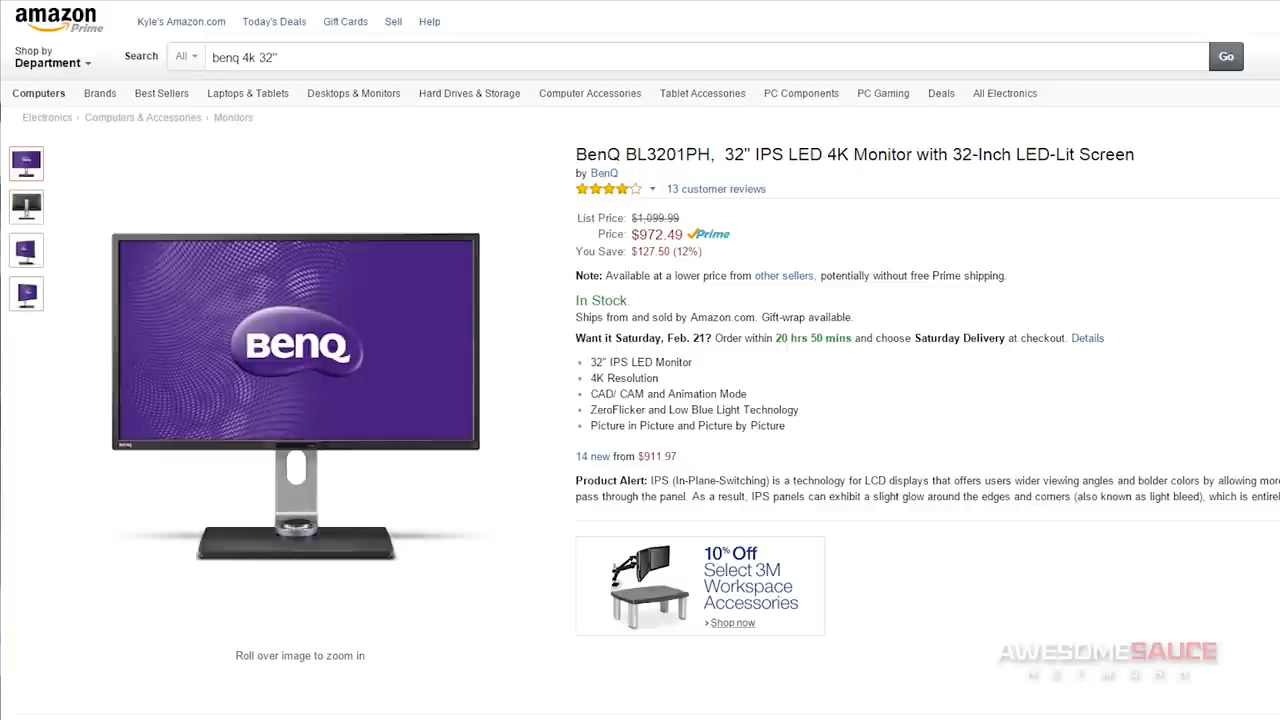 amazon
Prime
Kyle's Amazon.com Today's Deals Gift Cards Sell Help
Shop by
Department
Search All benq 4k 32" Go
Computers Brands Best Sellers Laptops & Tablets Desktops & Monitors Hard Drives & Storage Computer Accessories Tablet Accessories PC Components PC Gaming Deals All Electronics
Electronics › Computers & Accessories › Monitors
BenQ BL3201PH, 32" IPS LED 4K Monitor with 32-Inch LED-Lit Screen
by BenQ
13 customer reviews
List Price: $1,099.99
Price: $972.49 Prime
You Save: $127.50 (12%)
Note: Available at a lower price from other sellers, potentially without free Prime shipping.
In Stock.
Ships from and sold by Amazon.com. Gift-wrap available.
Want it Saturday, Feb. 21? Order within 20 hrs 50 mins and choose Saturday Delivery at checkout. Details
32" IPS LED Monitor
4K Resolution
CAD/ CAM and Animation Mode
ZeroFlicker and Low Blue Light Technology
Picture in Picture and Picture by Picture
14 new from $911.97
Product Alert: IPS (In-Plane-Switching) is a technology for LCD displays that offers users wider viewing angles and bolder colors by allowing more
pass through the panel. As a result, IPS panels can exhibit a slight glow around the edges and corners (also known as light bleed), which is entirel
BenQ
BenQ
10% Off
Select 3M
Workspace
Accessories
› Shop now
Roll over image to zoom in
AWESOMESAUCE
NETWORK